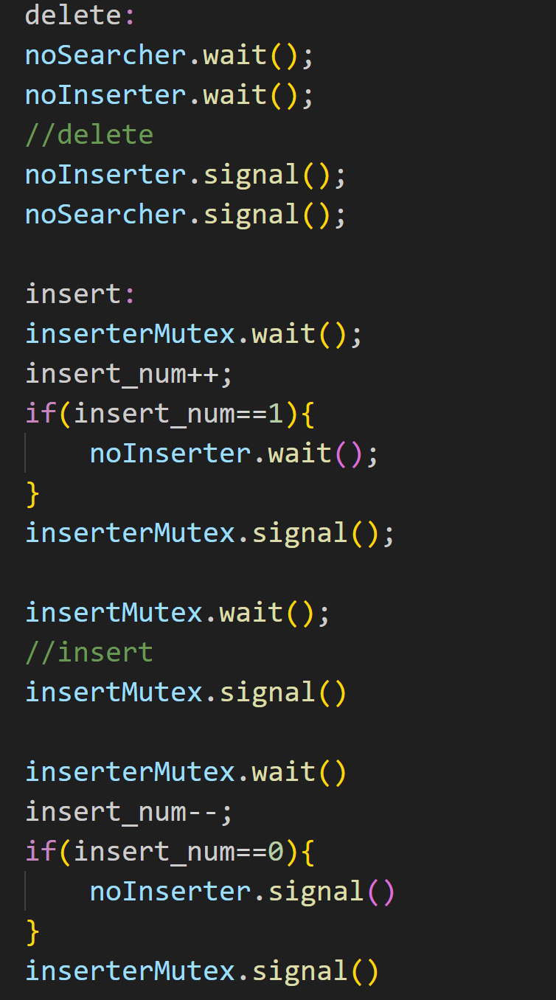 delete:
noSearcher.wait();
noInserter.wait();
//delete
noInserter.signal();
noSearcher.signal();

insert:
inserterMutex.wait();
insert_num++;
if(insert_num==1){
    noInserter.wait();
}
inserterMutex.signal();

insertMutex.wait();
//insert
insertMutex.signal()

inserterMutex.wait()
insert_num--;
if(insert_num==0){
    noInserter.signal()
}
inserterMutex.signal()